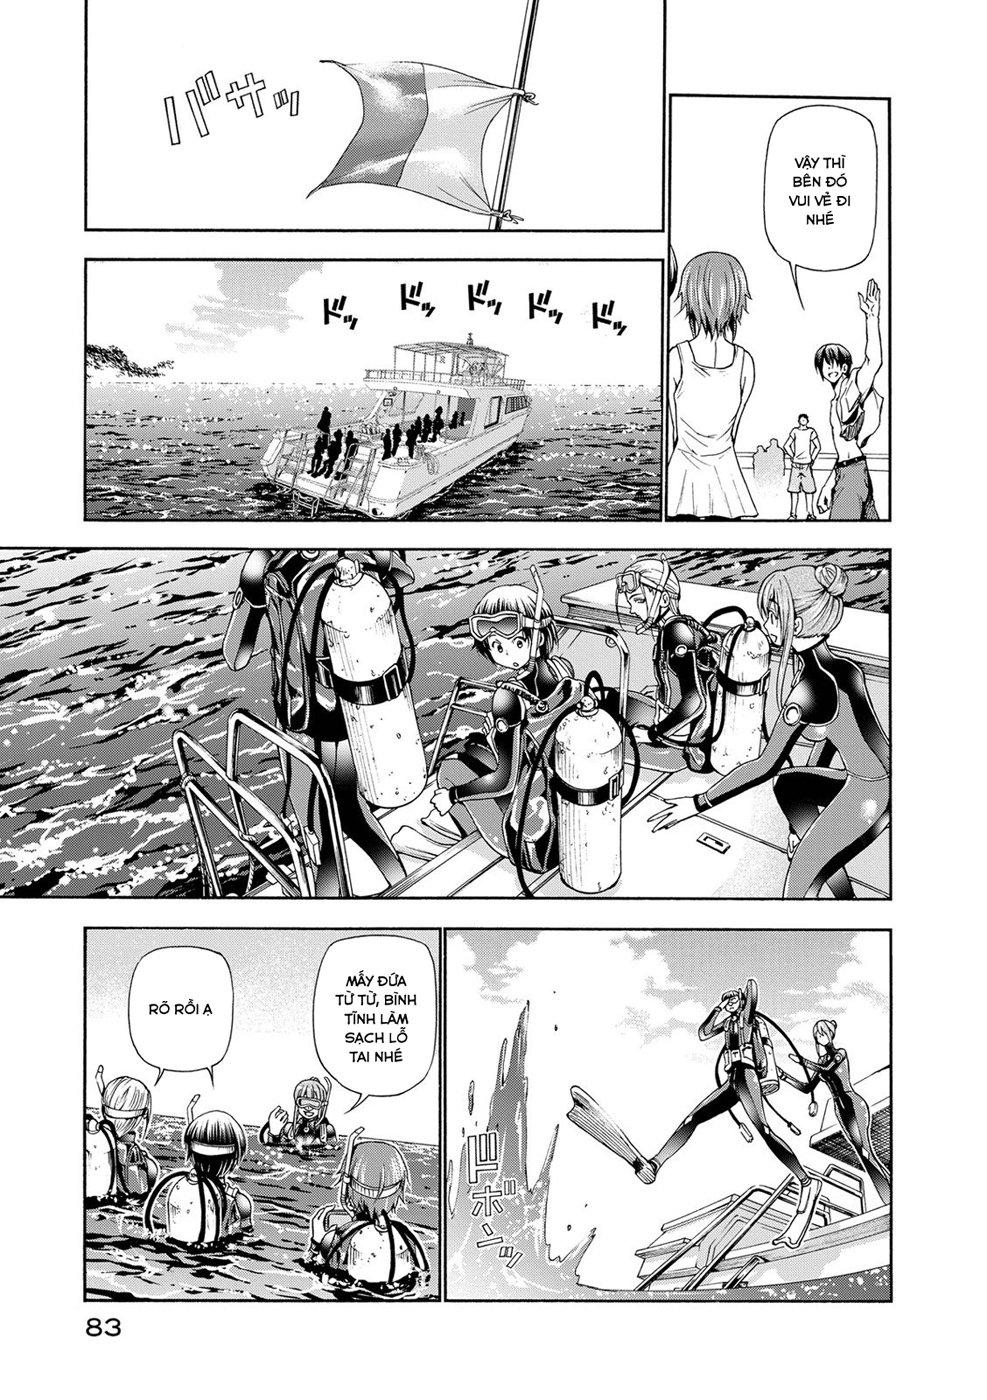 VẬY THÌ
BÊN ĐÓ
VUI VẺ ĐI
NHÉ
バサッ
ドッ ドッ ドッ ドッ ドッ
ドボンッ
MẤY ĐỨA
TỪ TỪ, BÌNH
TĨNH LÀM
SẠCH LỖ
TAI NHÉ
RÕ RỒI Ạ
83